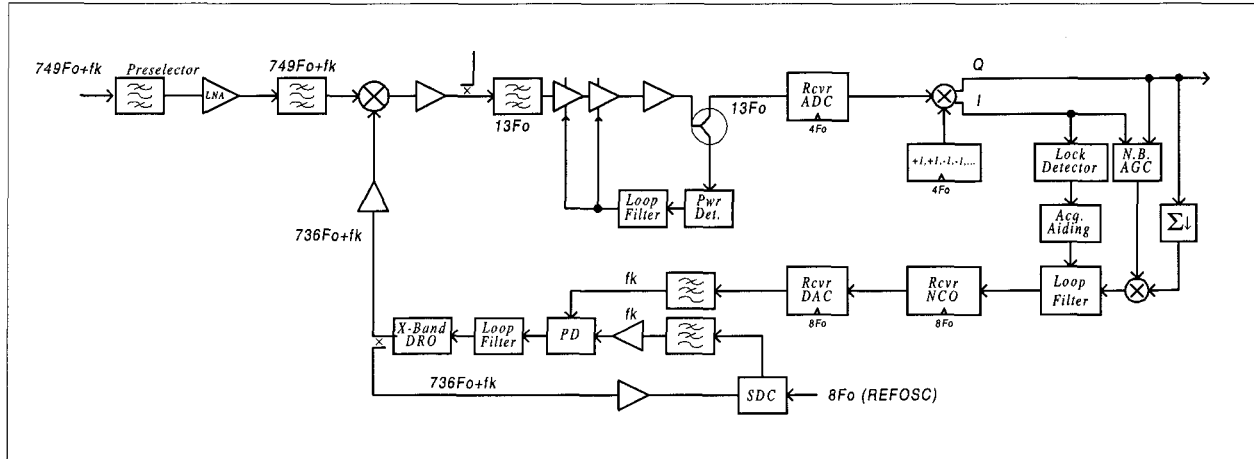 749Fo+fk
Preselector
LNA
749Fo+fk
13Fo
13Fo
Rcvr
ADC
4Fo
Q
I
+1,+1,-1,-1,...
4Fo
Lock
Detector
N.B.
AGC
Loop
Filter
Pwr
Det.
Acq.
Aiding
Σ↓
736Fo+fk
fk
Rcvr
DAC
8Fo
Rcvr
NCO
8Fo
Loop
Filter
X-Band
DRO
Loop
Filter
PD
fk
736Fo+fk
SDC
8Fo (REFOSC)